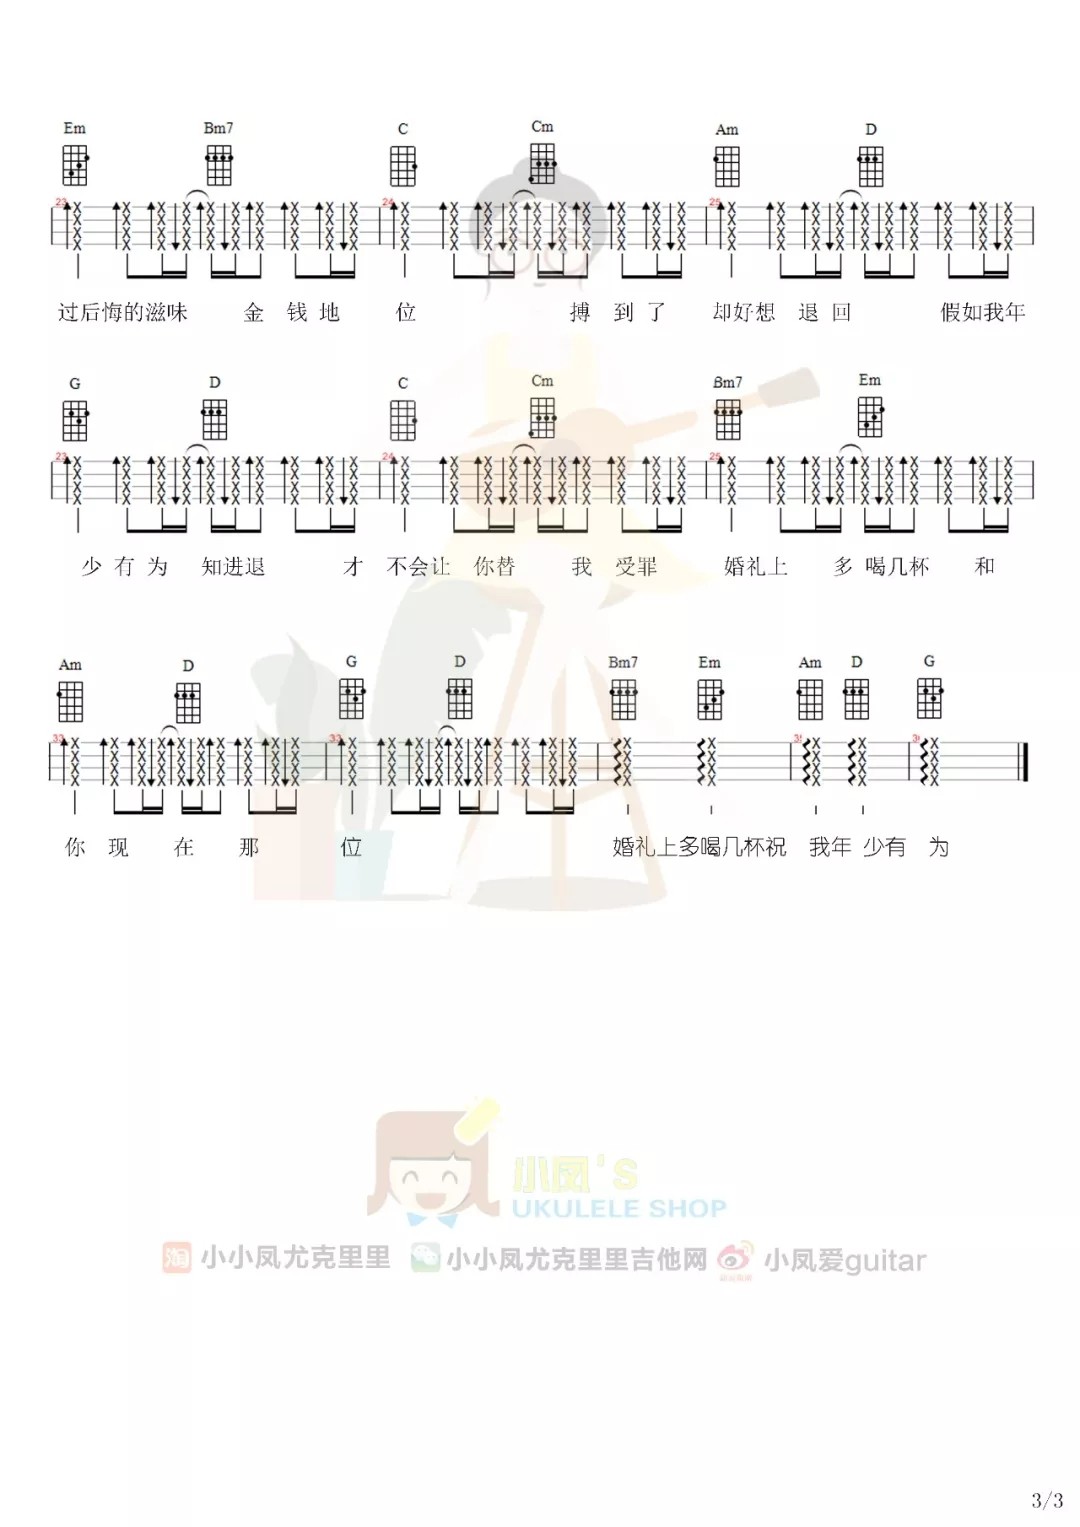 Em Bm7 C Cm Am D
23 24 25
过后悔的滋味 金 钱 地 位 搏 到 了 却好想 退 回 假如我年
G D C Cm Bm7 Em
23 24 25
少 有 为 知进退 才 不会让 你替 我 受罪 婚礼上 多 喝几杯 和
Am D G D Bm7 Em Am D G
33 33
你 现 在 那 位 婚礼上多喝几杯祝 我年 少有 为
小凤's
UKULELE SHOP
淘 小小凤尤克里里 小小凤尤克里里吉他网 小凤爱guitar
3/3